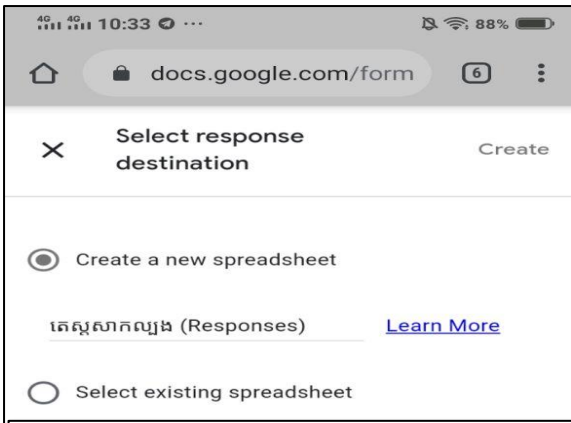 4G 4G 10:33 ··· 88%
docs.google.com/form 6
Select response
destination
Create
Create a new spreadsheet
តេស្តសាកល្បង (Responses) Learn More
Select existing spreadsheet